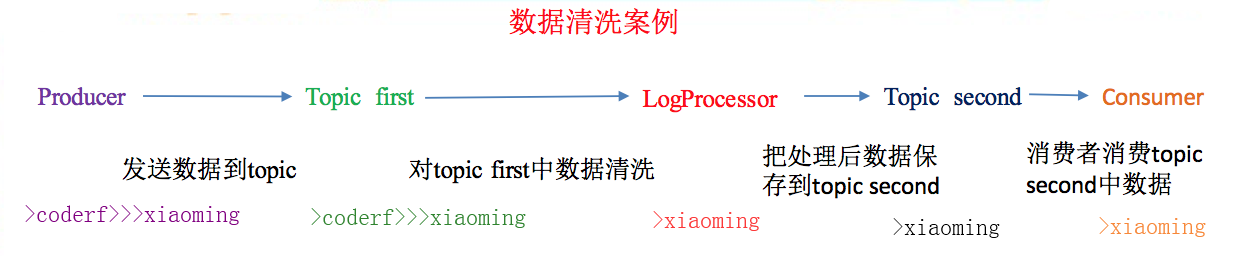 数据清洗案例
Producer
Topic first
LogProcessor
Topic second
Consumer
发送数据到topic
对topic first中数据清洗
把处理后数据保
存到topic second
消费者消费topic
second中数据
>coderf>>>xiaoming
>coderf>>>xiaoming
>xiaoming
>xiaoming
>xiaoming